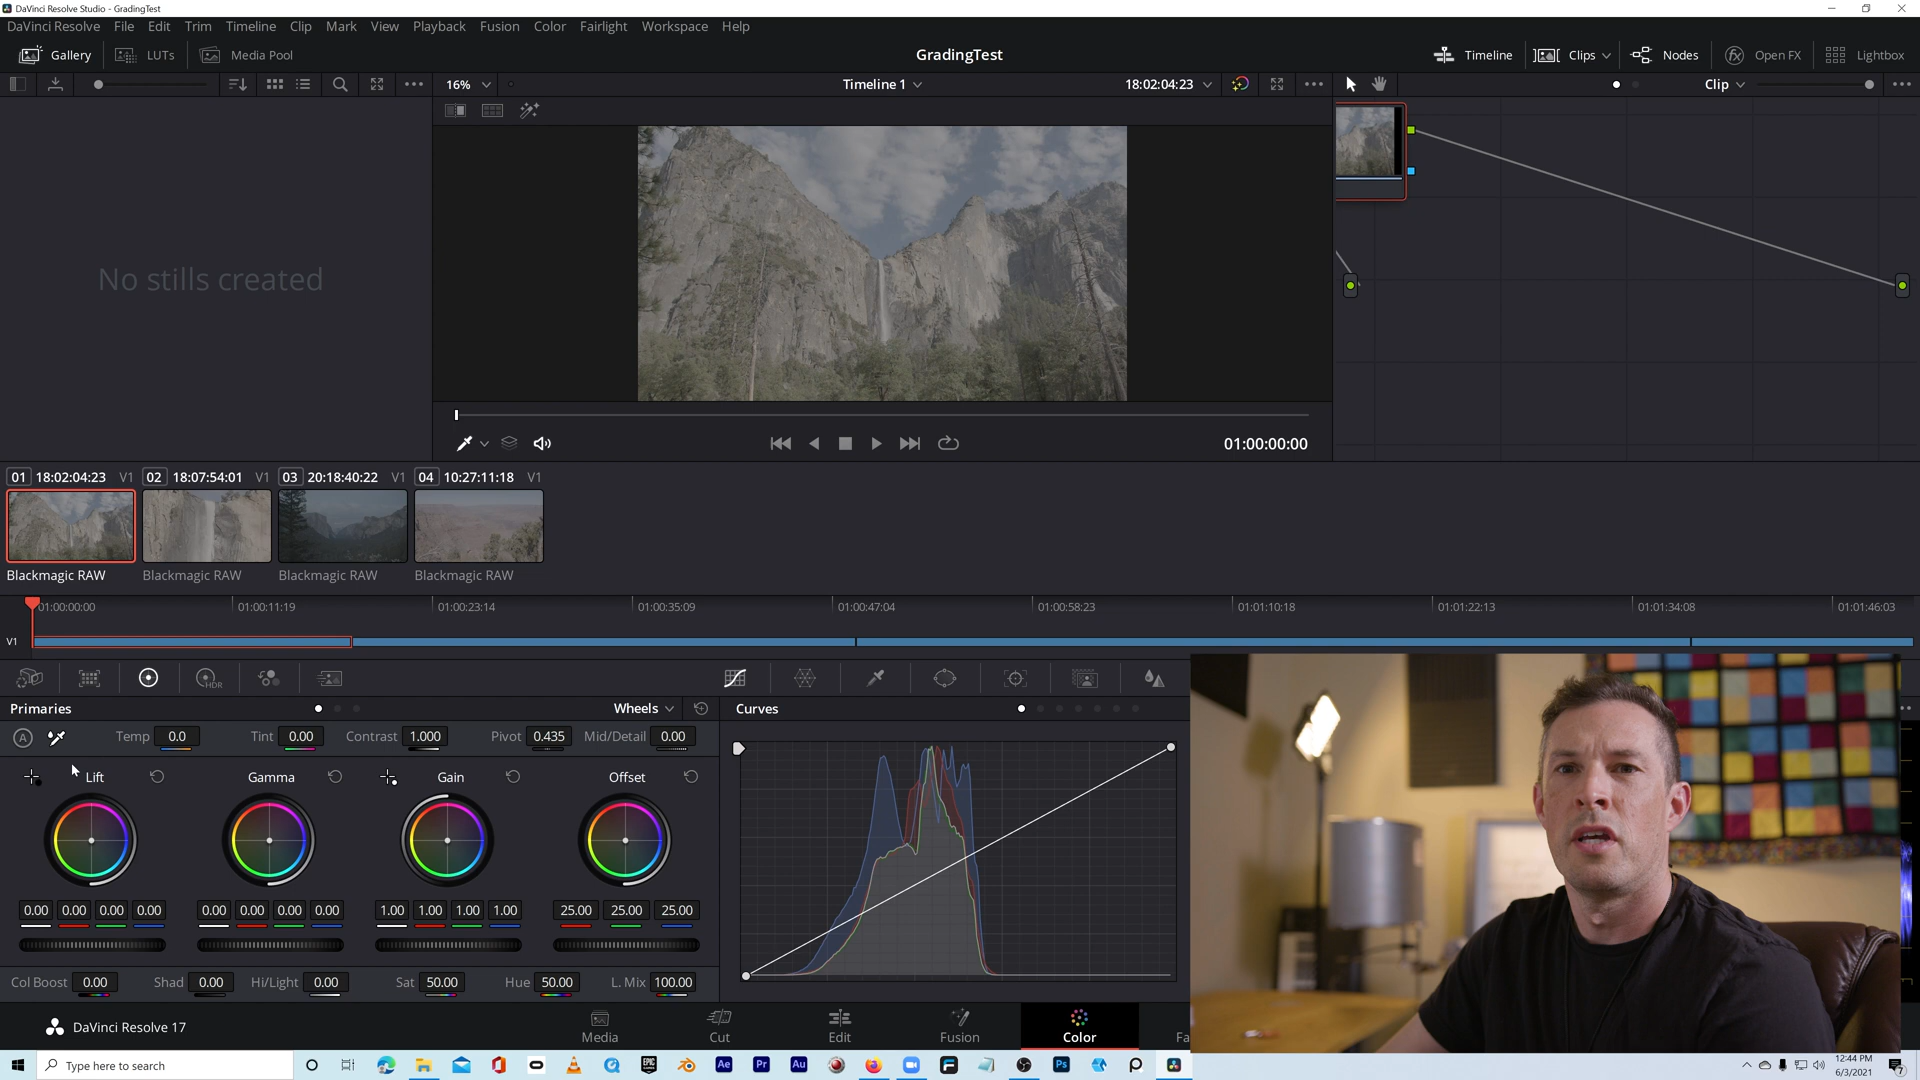 DaVinci Resolve Studio - GradingTest
DaVinci Resolve File Edit Trim Timeline Clip Mark View Playback Fusion Color Fairlight Workspace Help
Gallery LUTs Media Pool GradingTest Timeline Clips Nodes Open FX Lightbox
16% Timeline 1 18:02:04:23 Clip
No stills created
01:00:00:00
01 18:02:04:23 V1 02 18:07:54:01 V1 03 20:18:40:22 V1 04 10:27:11:18 V1
Blackmagic RAW Blackmagic RAW Blackmagic RAW Blackmagic RAW
01:00:00:00 01:00:11:19 01:00:23:14 01:00:35:09 01:00:47:04 01:00:58:23 01:01:10:18 01:01:22:13 01:01:34:08 01:01:46:03
V1
HDR
Primaries Wheels Curves
A Temp 0.0 Tint 0.00 Contrast 1.000 Pivot 0.435 Mid/Detail 0.00
Lift Gamma Gain Offset
0.00 0.00 0.00 0.00 0.00 0.00 0.00 0.00 1.00 1.00 1.00 1.00 25.00 25.00 25.00
Col Boost 0.00 Shad 0.00 Hi/Light 0.00 Sat 50.00 Hue 50.00 L. Mix 100.00
DaVinci Resolve 17 Media Cut Edit Fusion Color Fa
Type here to search
EPIC
Ae Pr Au Ps
12:44 PM
6/3/2021
7